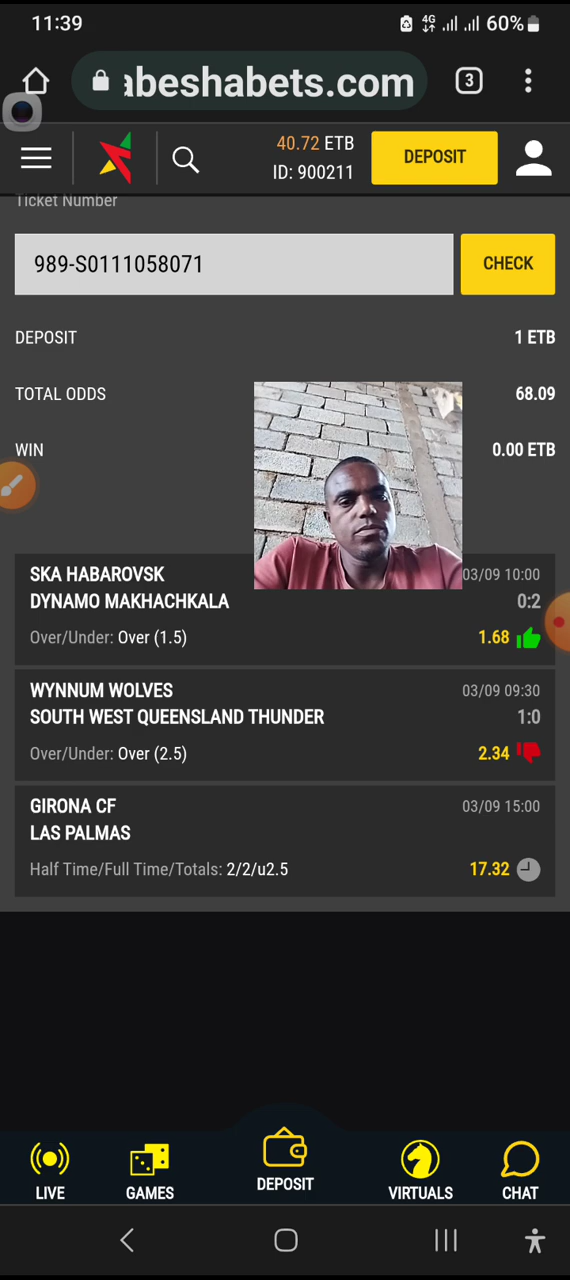 11:39
4G
60%
abeshabets.com
3
40.72 ETB
ID: 900211
DEPOSIT
Ticket Number
989-S0111058071
CHECK
DEPOSIT
1 ETB
TOTAL ODDS
68.09
WIN
0.00 ETB
SKA HABAROVSK
03/09 10:00
DYNAMO MAKHACHKALA
0:2
Over/Under: Over (1.5)
1.68
WYNNUM WOLVES
03/09 09:30
SOUTH WEST QUEENSLAND THUNDER
1:0
Over/Under: Over (2.5)
2.34
GIRONA CF
03/09 15:00
LAS PALMAS
Half Time/Full Time/Totals: 2/2/u2.5
17.32
LIVE
GAMES
DEPOSIT
VIRTUALS
CHAT